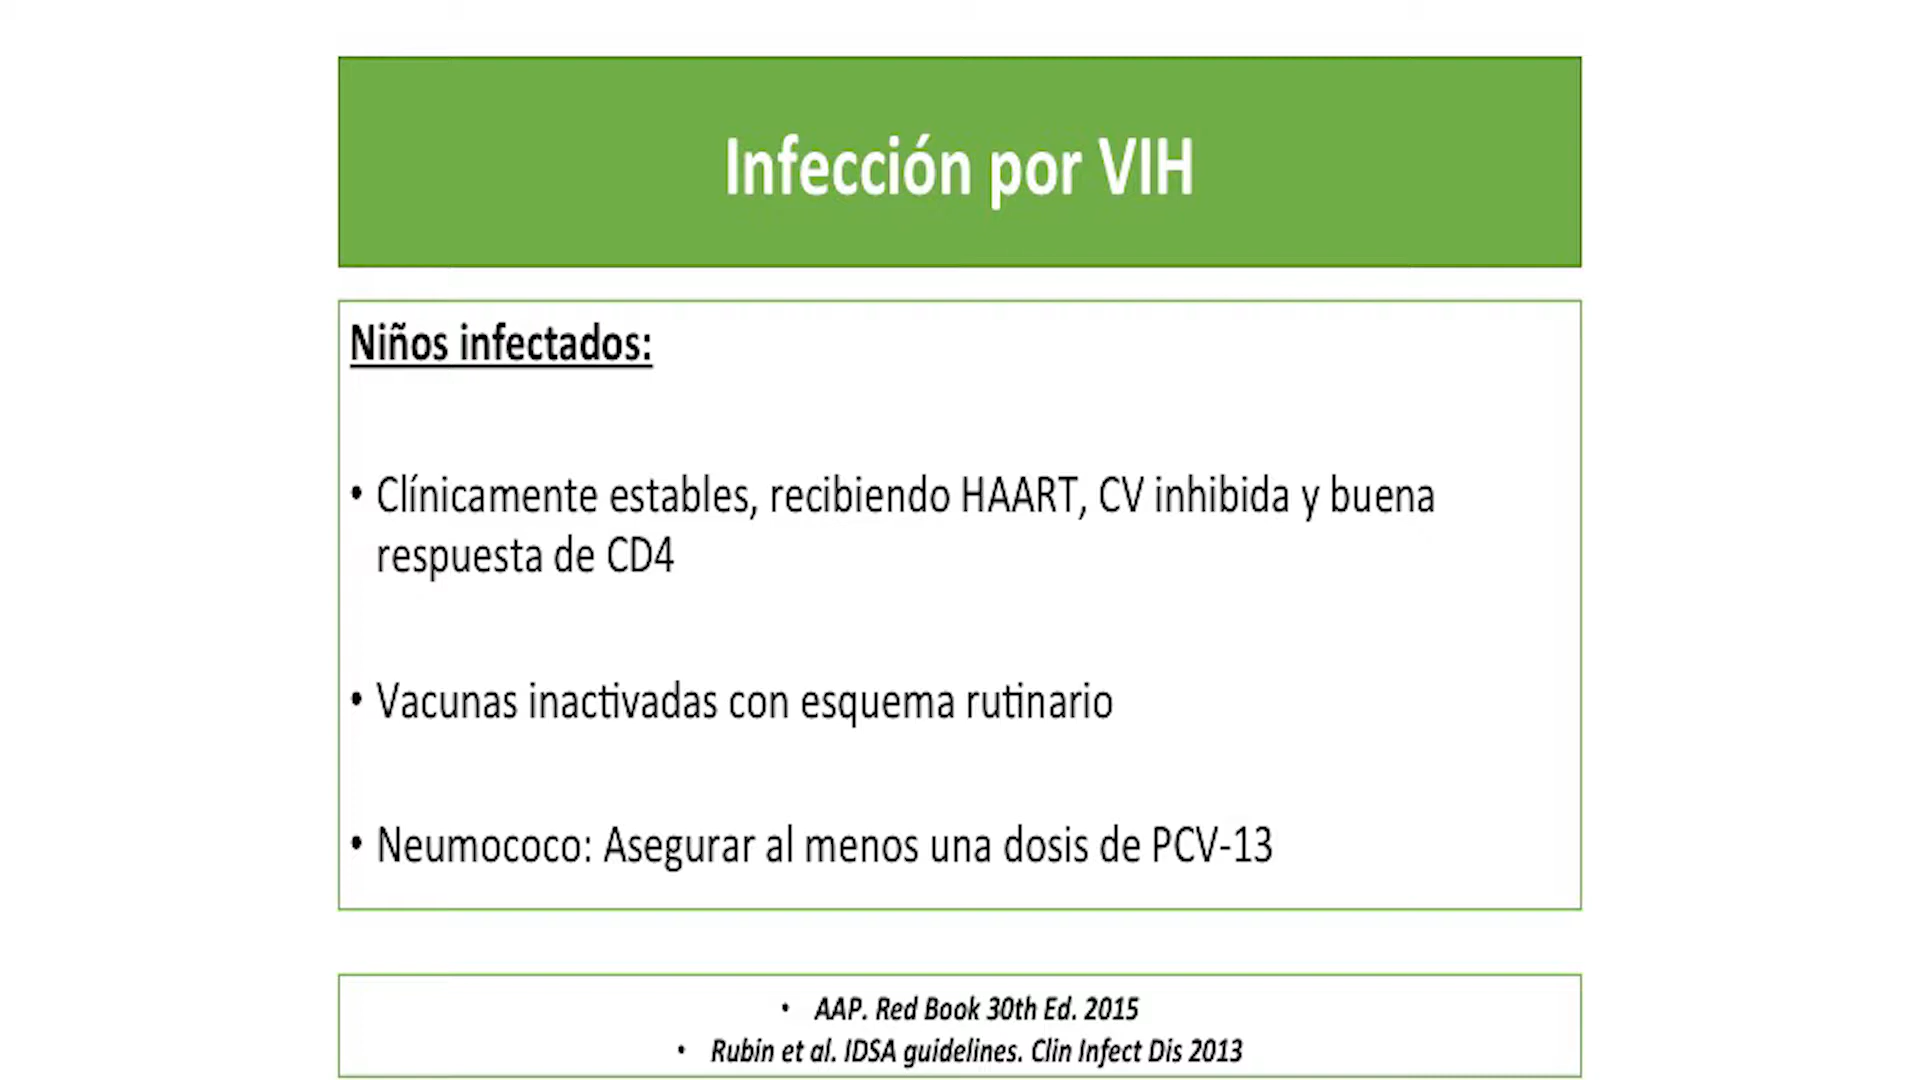 Infección por VIH
Niños infectados:
• Clínicamente estables, recibiendo HAART, CV inhibida y buena
respuesta de CD4
• Vacunas inactivadas con esquema rutinario
• Neumococo: Asegurar al menos una dosis de PCV-13
• AAP. Red Book 30th Ed. 2015
• Rubin et al. IDSA guidelines. Clin Infect Dis 2013